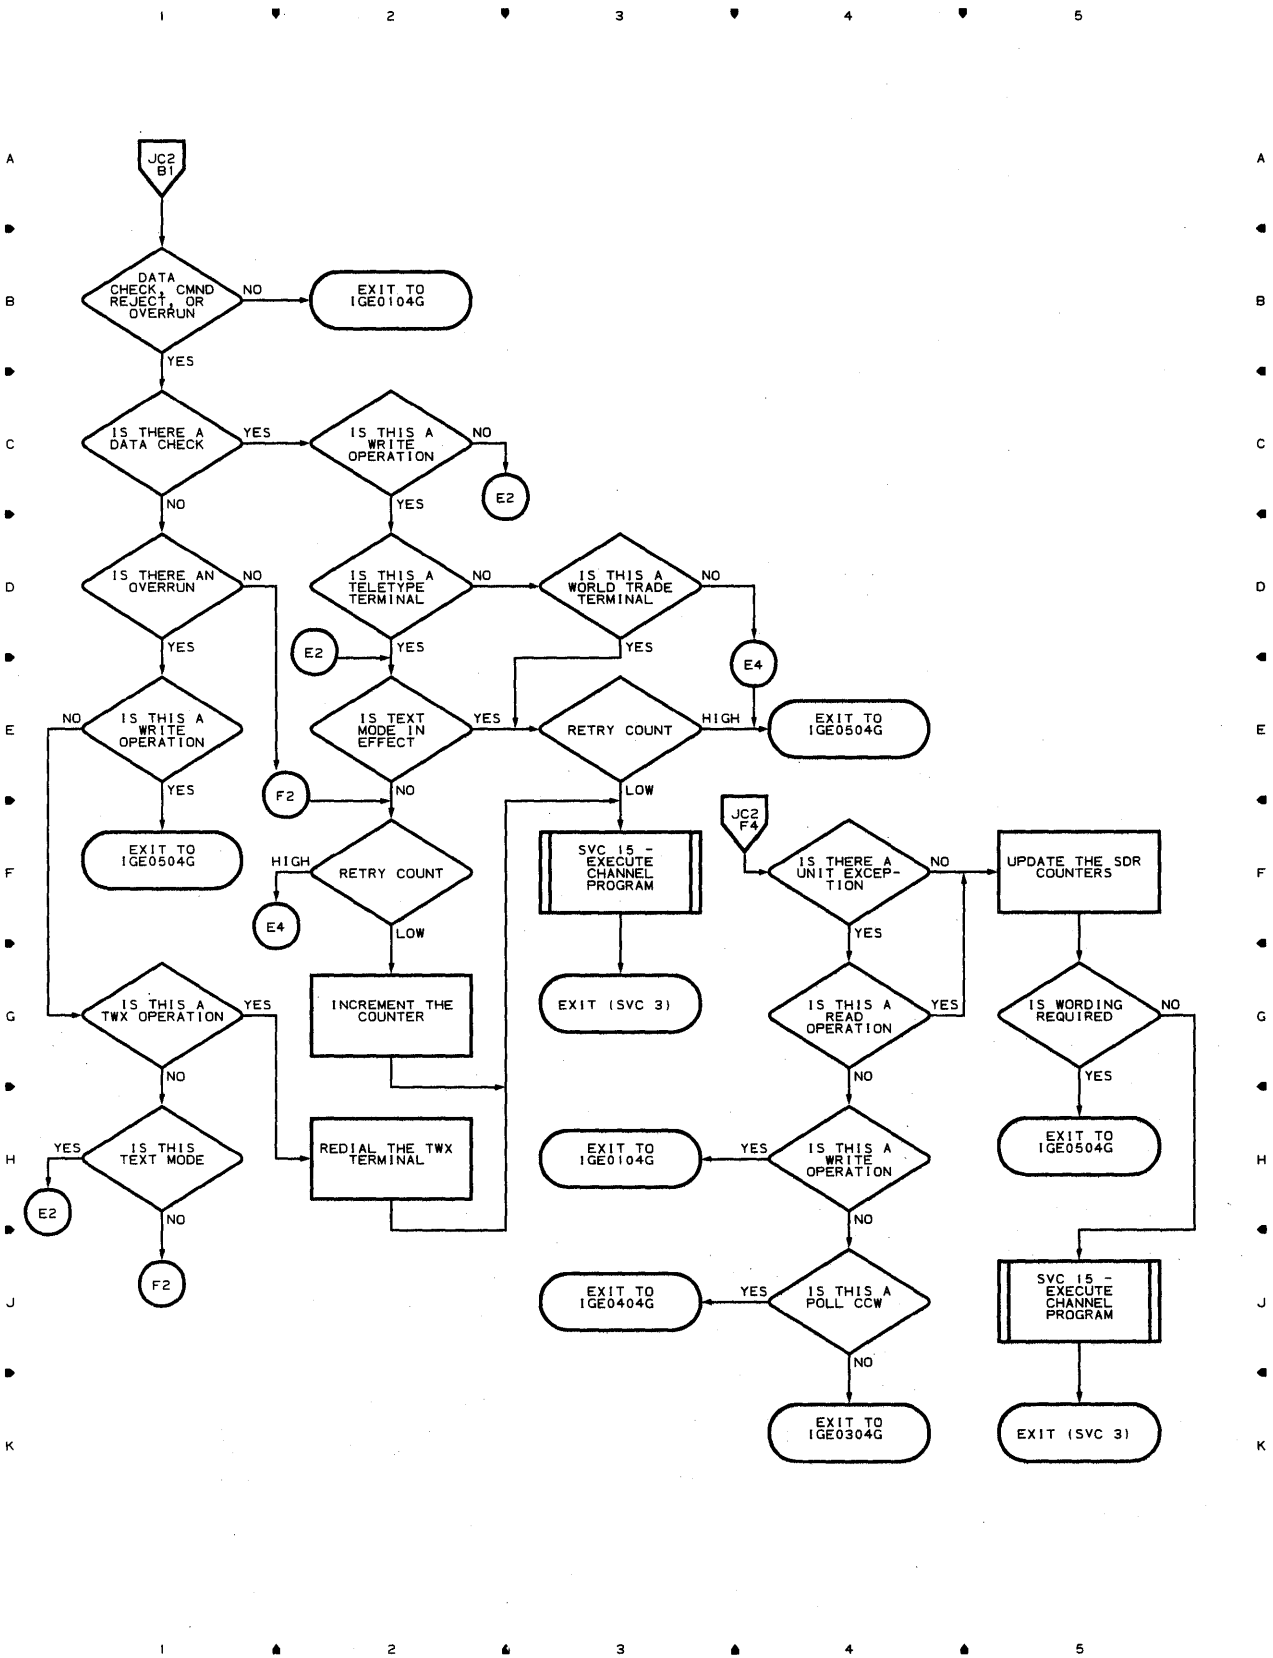 1 2 3 4 5
A A
JC2
B1
DATA
CHECK, CMND
REJECT, OR
OVERRUN
NO
EXIT TO
IGE0104G
B B
YES
IS THERE A
DATA CHECK
YES
IS THIS A
WRITE
OPERATION
NO
C C
E2
NO
YES
IS THERE AN
OVERRUN
NO
IS THIS A
TELETYPE
TERMINAL
NO
IS THIS A
WORLD TRADE
TERMINAL
NO
D D
YES
E2
YES
YES
E4
NO
IS THIS A
WRITE
OPERATION
IS TEXT
MODE IN
EFFECT
YES
RETRY COUNT
HIGH
EXIT TO
IGE0504G
E E
YES
F2
NO
LOW
JC2
F4
EXIT TO
IGE0504G
HIGH
RETRY COUNT
SVC 15 -
EXECUTE
CHANNEL
PROGRAM
IS THERE A
UNIT EXCEP-
TION
NO
UPDATE THE SDR
COUNTERS
F F
E4
LOW
YES
IS THIS A
TWX OPERATION
YES
INCREMENT THE
COUNTER
EXIT (SVC 3)
IS THIS A
READ
OPERATION
YES
IS WORDING
REQUIRED
NO
G G
NO
NO
YES
YES
IS THIS
TEXT MODE
REDIAL THE TWX
TERMINAL
EXIT TO
IGE0104G
YES
IS THIS A
WRITE
OPERATION
EXIT TO
IGE0504G
H H
E2
NO
NO
F2
EXIT TO
IGE0404G
YES
IS THIS A
POLL CCW
SVC 15 -
EXECUTE
CHANNEL
PROGRAM
J J
NO
EXIT TO
IGE0304G
EXIT (SVC 3)
K K
1 2 3 4 5